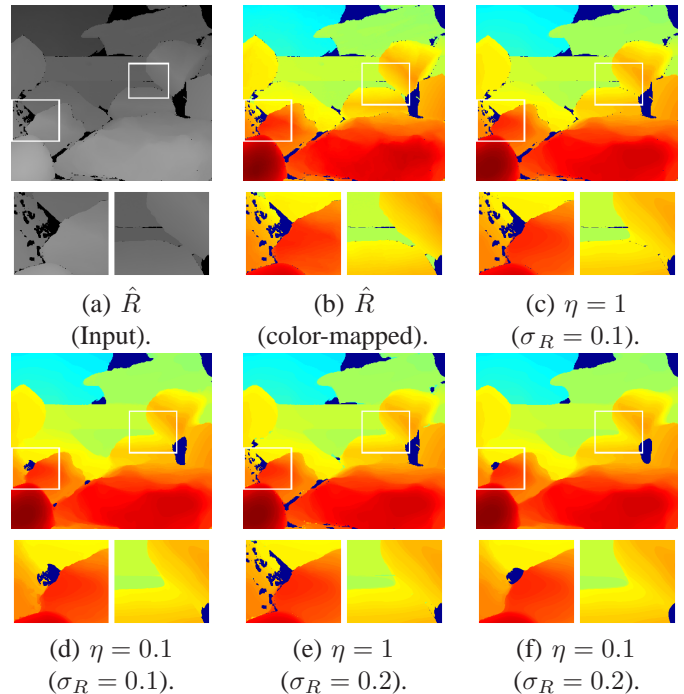 (a) R̂
(Input).
(b) R̂
(color-mapped).
(c) η = 1
(σ_R = 0.1).
(d) η = 0.1
(σ_R = 0.1).
(e) η = 1
(σ_R = 0.2).
(f) η = 0.1
(σ_R = 0.2).